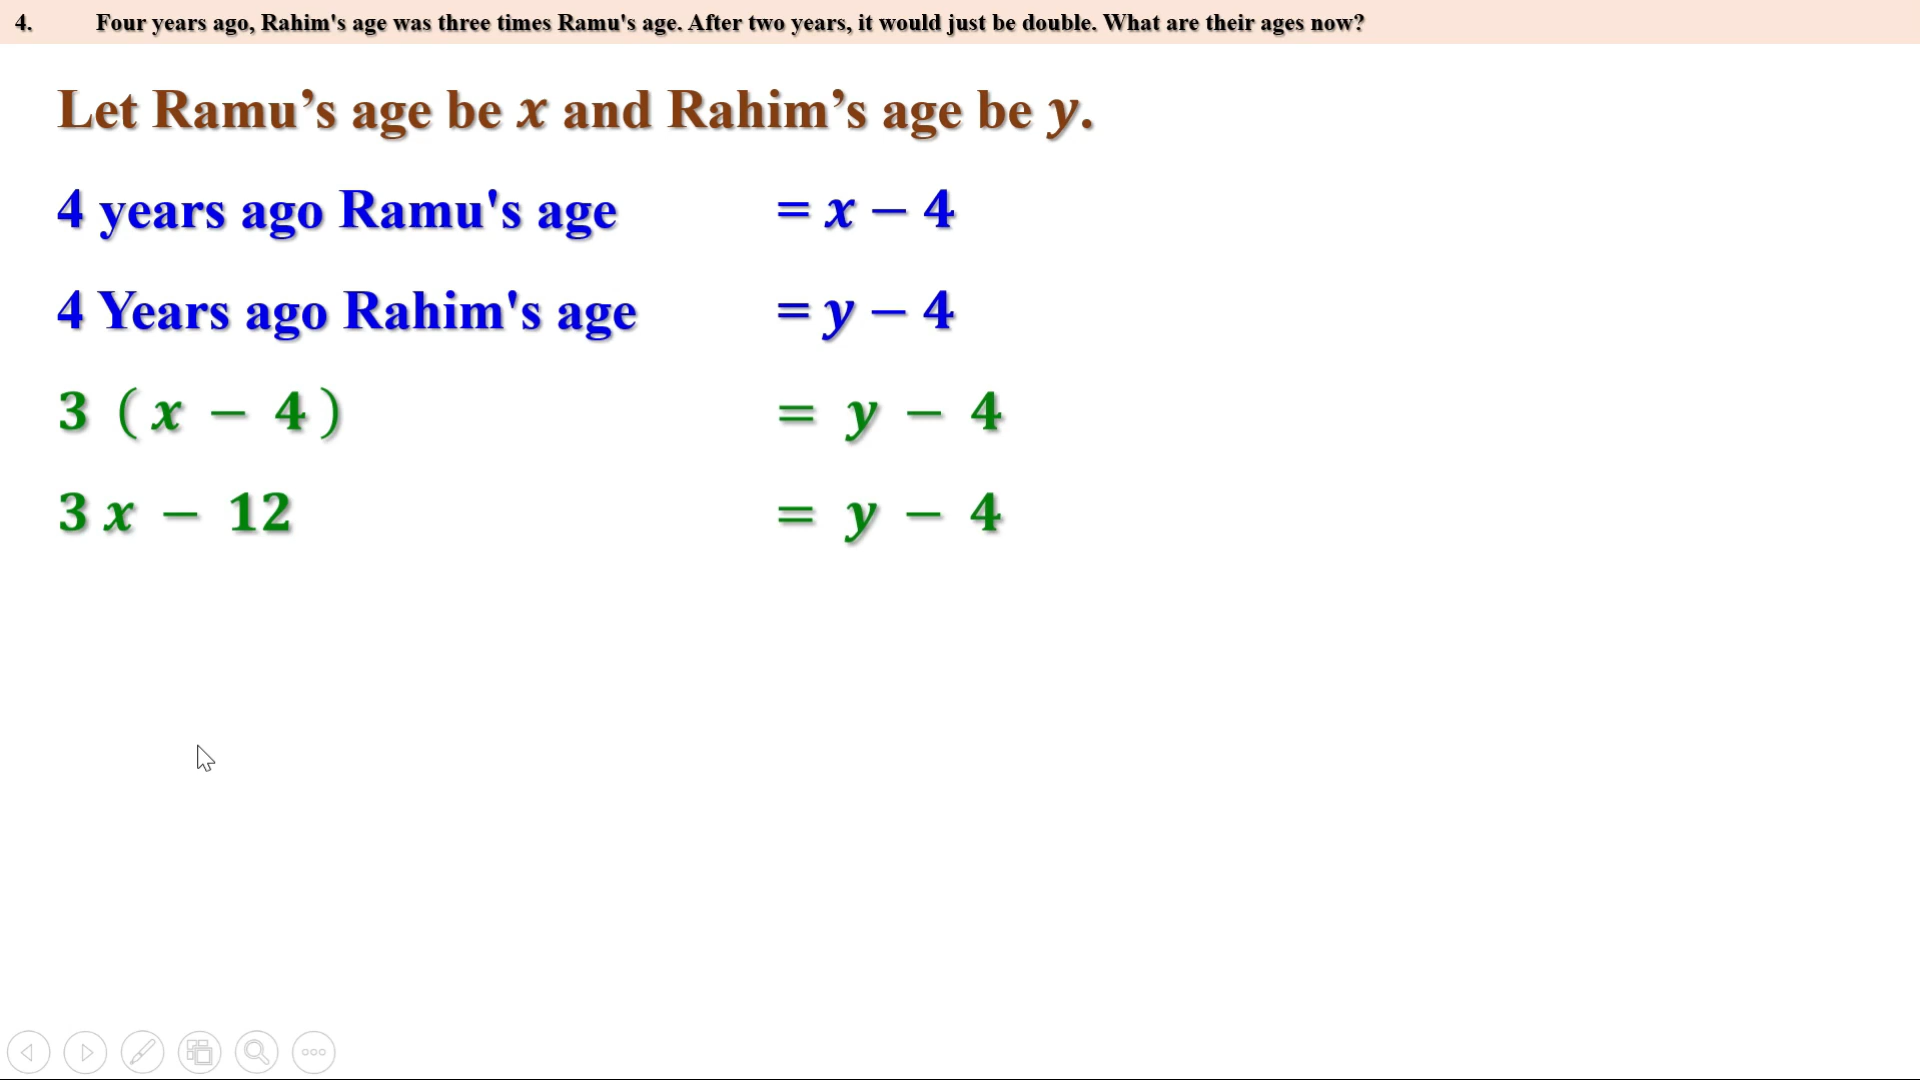 4. Four years ago, Rahim's age was three times Ramu's age. After two years, it would just be double. What are their ages now?
Let Ramu’s age be x and Rahim’s age be y.
4 years ago Ramu's age = x − 4
4 Years ago Rahim's age = y − 4
3 ( x − 4 ) = y − 4
3 x − 12 = y − 4